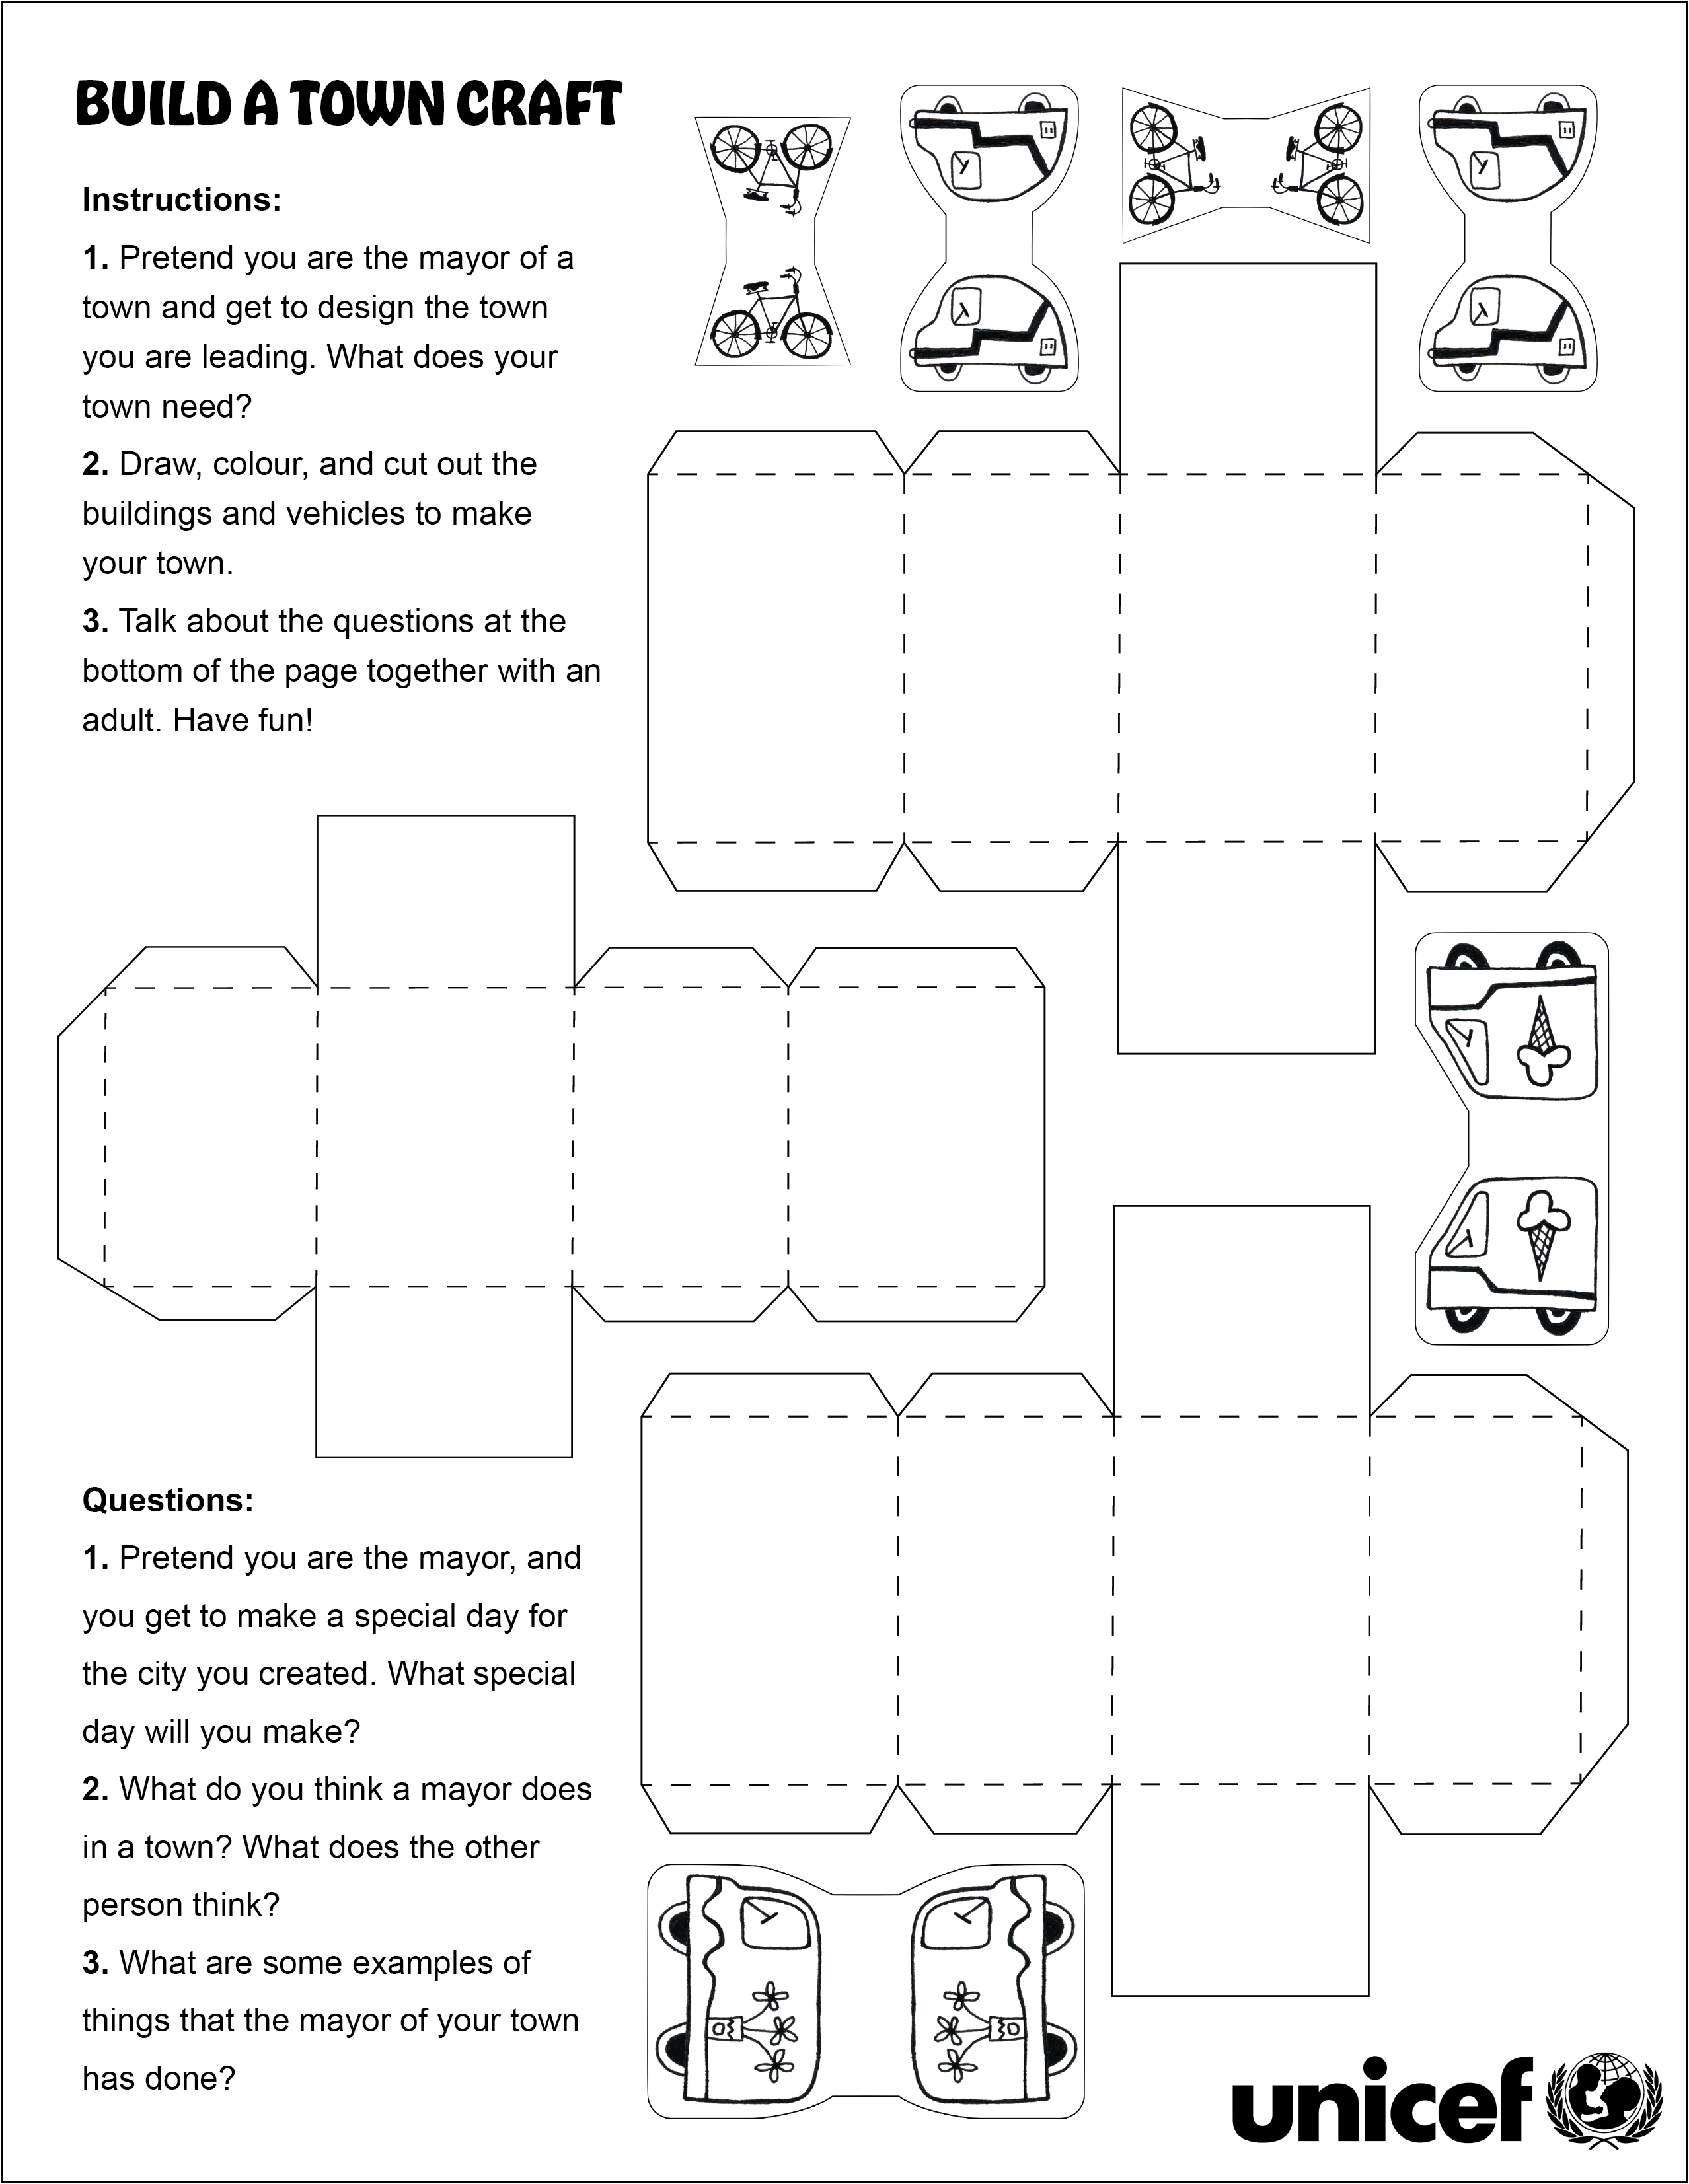 BUILD A TOWN CRAFT
Instructions:
1. Pretend you are the mayor of a
town and get to design the town
you are leading. What does your
town need?
2. Draw, colour, and cut out the
buildings and vehicles to make
your town.
3. Talk about the questions at the
bottom of the page together with an
adult. Have fun!
Questions:
1. Pretend you are the mayor, and
you get to make a special day for
the city you created. What special
day will you make?
2. What do you think a mayor does
in a town? What does the other
person think?
3. What are some examples of
things that the mayor of your town
has done?
unicef